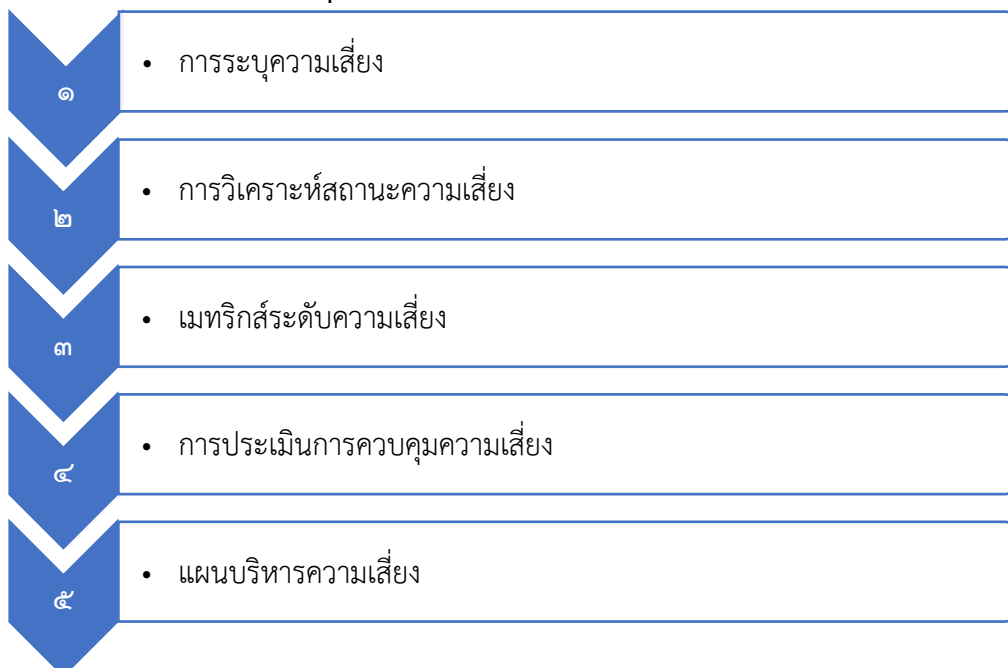 ๑
• การระบุความเสี่ยง
๒
• การวิเคราะห์สถานะความเสี่ยง
๓
• เมทริกส์ระดับความเสี่ยง
๔
• การประเมินการควบคุมความเสี่ยง
๕
• แผนบริหารความเสี่ยง